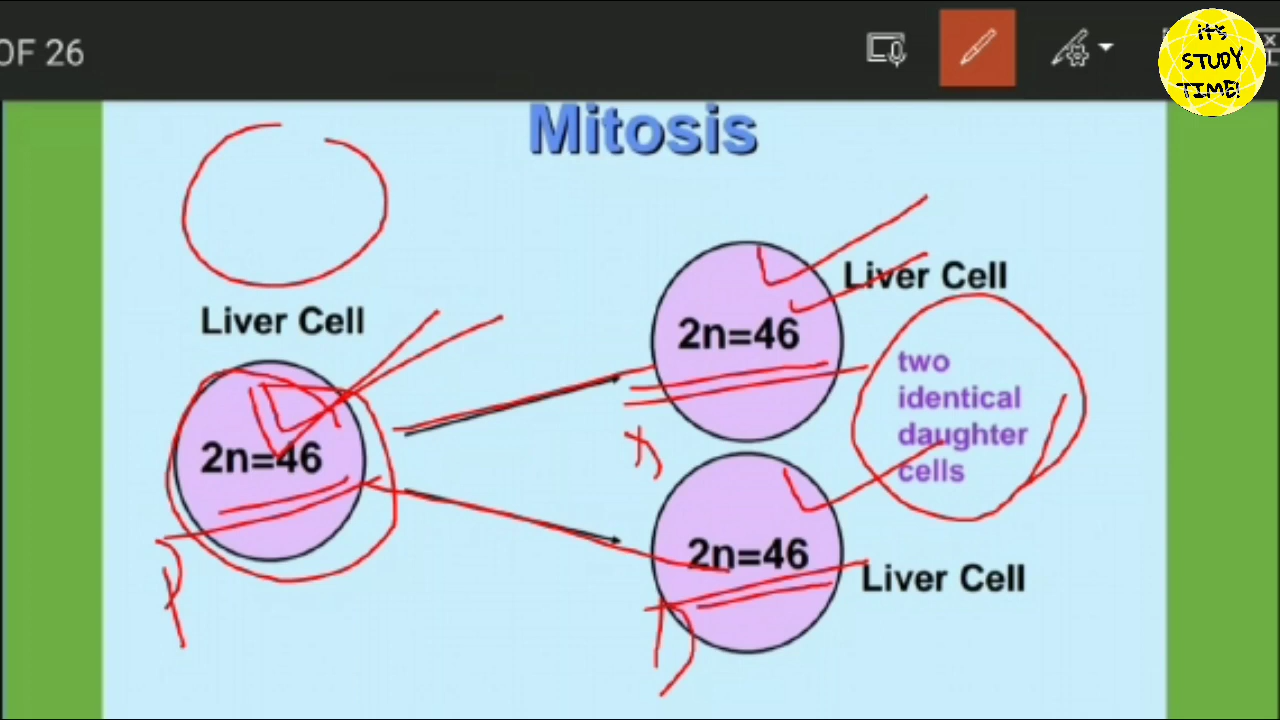 OF 26
It's
STUDY
TIME!
Mitosis
Liver Cell
2n=46
Liver Cell
2n=46
two
identical
daughter
cells
2n=46
Liver Cell